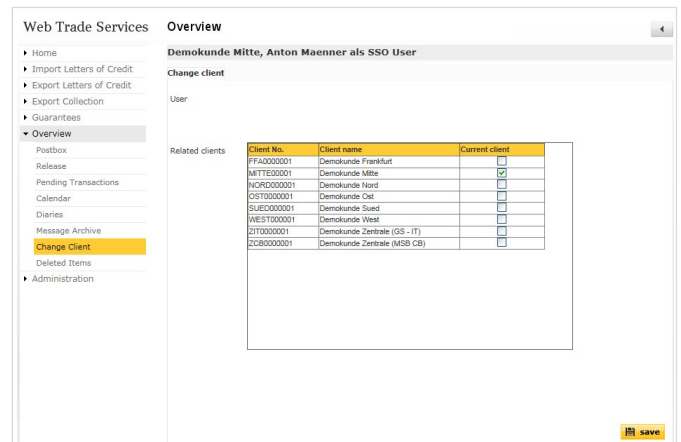 Web Trade Services
Overview
Demokunde Mitte, Anton Maenner als SSO User
Home
Import Letters of Credit
Export Letters of Credit
Export Collection
Guarantees
Overview
Postbox
Release
Pending Transactions
Calendar
Diaries
Message Archive
Change Client
Deleted Items
Administration
Change client
User
Related clients
Client No. Client name Current client
FFA0000001 Demokunde Frankfurt
MITTE00001 Demokunde Mitte
NORD000001 Demokunde Nord
OST0000001 Demokunde Ost
SUED000001 Demokunde Sued
WEST000001 Demokunde West
ZIT0000001 Demokunde Zentrale (GS - IT)
ZCB0000001 Demokunde Zentrale (MSB CB)
save